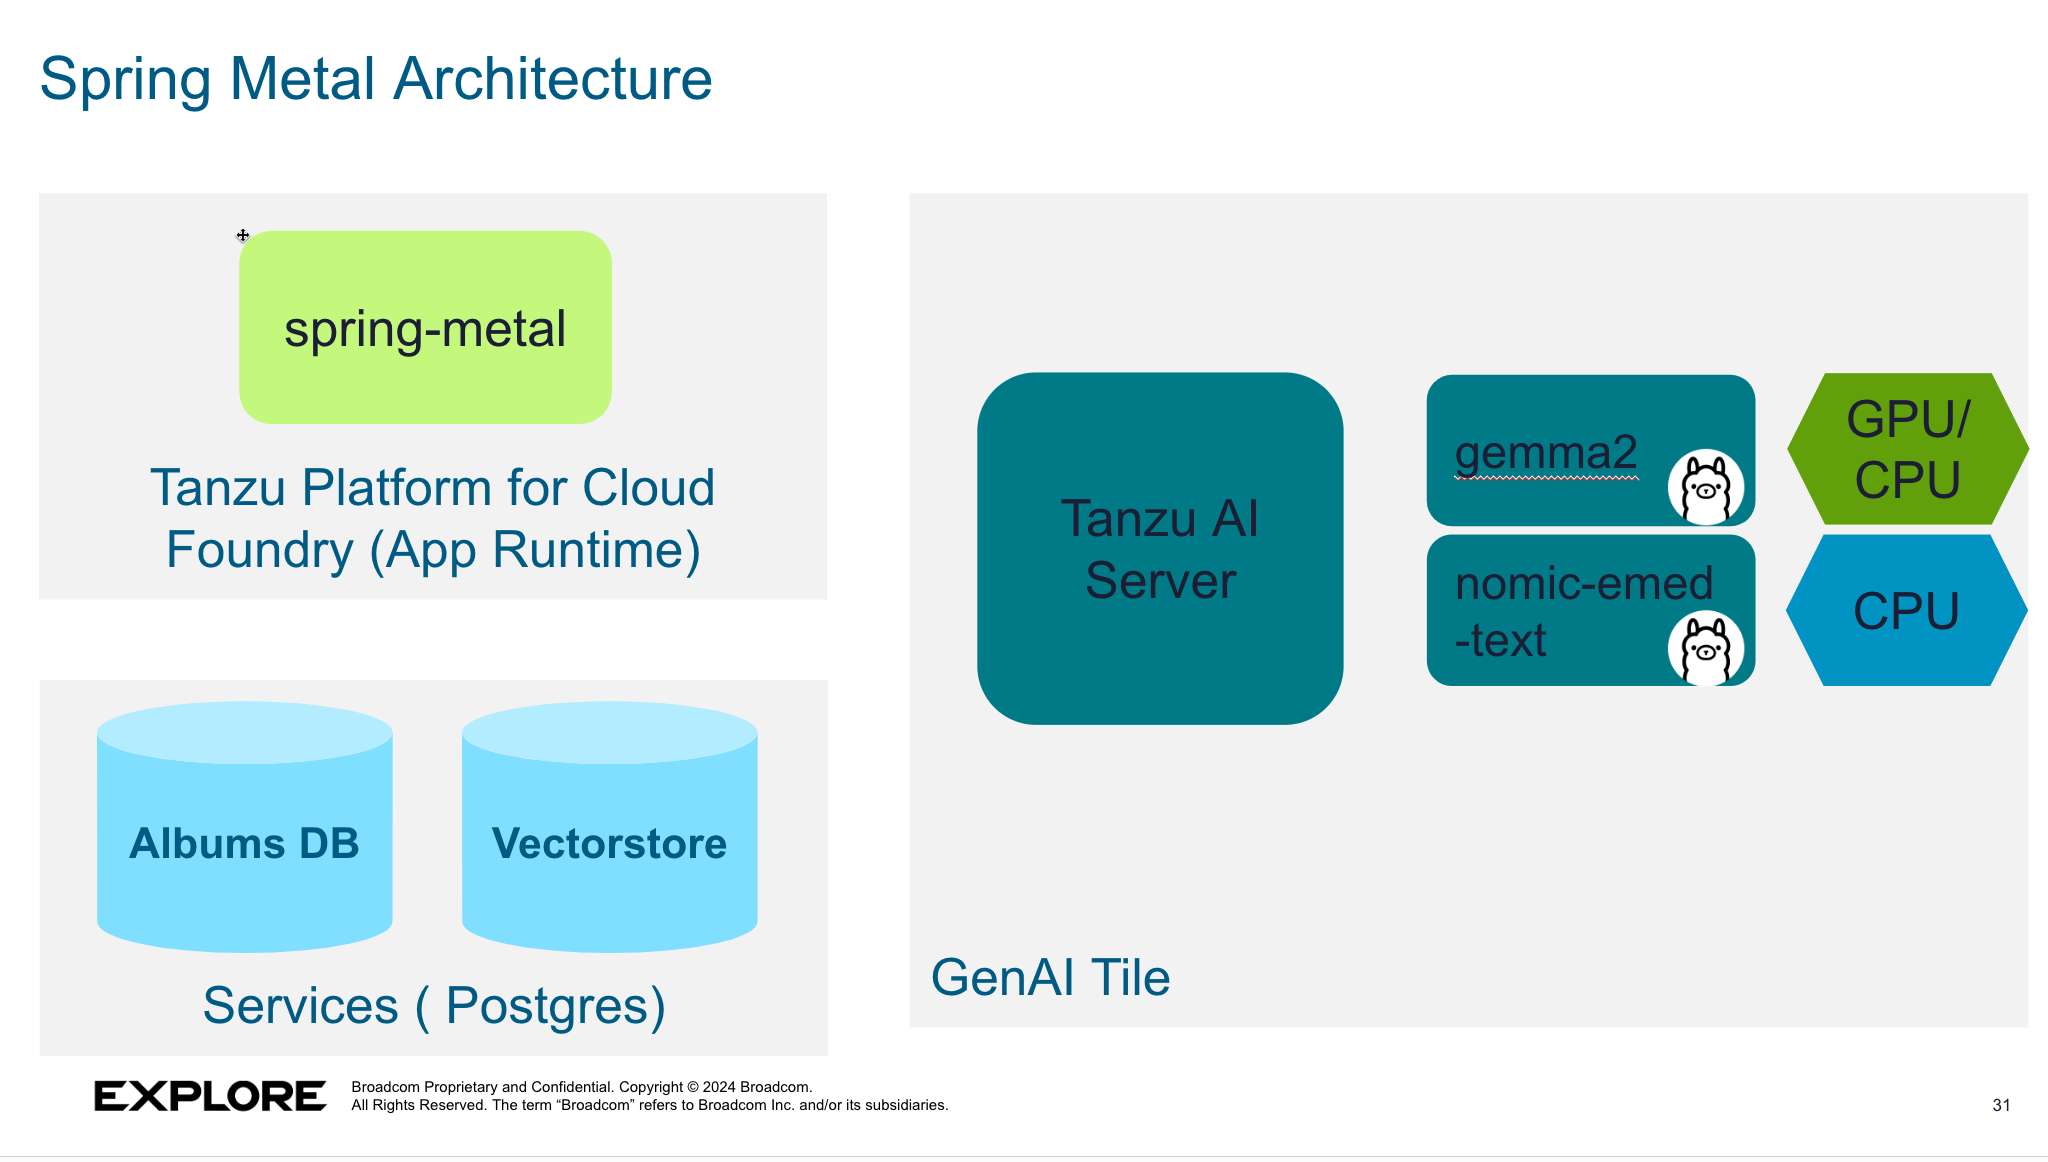 Spring Metal Architecture
spring-metal
Tanzu Platform for Cloud
Foundry (App Runtime)
Albums DB
Vectorstore
Services ( Postgres)
Tanzu AI
Server
gemma2
GPU/
CPU
nomic-emed
-text
CPU
GenAI Tile
EXPLORE
Broadcom Proprietary and Confidential. Copyright © 2024 Broadcom.
All Rights Reserved. The term “Broadcom” refers to Broadcom Inc. and/or its subsidiaries.
31